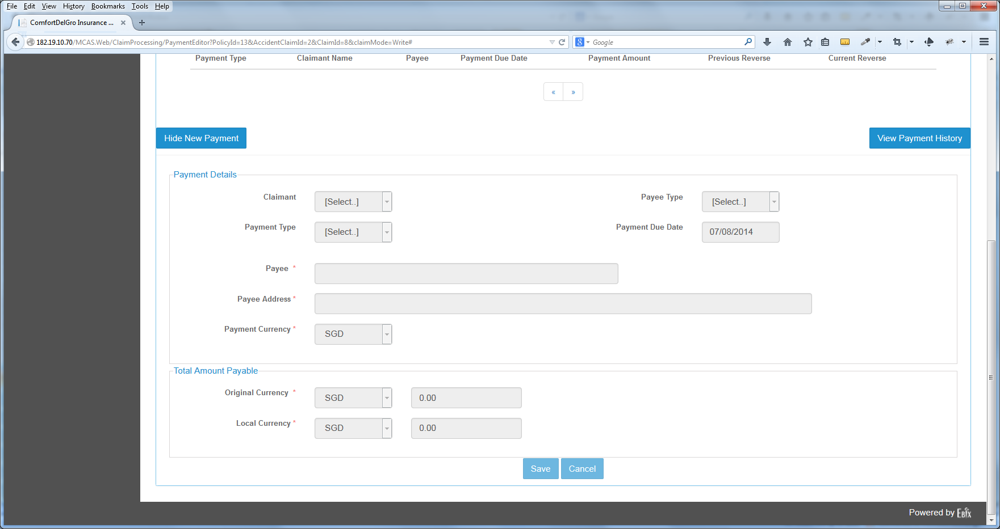 File Edit View History Bookmarks Tools Help
ComfortDelGro Insurance ...
182.19.10.70/MCAS.Web/ClaimProcessing/PaymentEditor?PolicyId=13&AccidentClaimId=2&ClaimId=8&claimMode=Write#
Google
Payment Type Claimant Name Payee Payment Due Date Payment Amount Previous Reverse Current Reverse
« »
Hide New Payment View Payment History
Payment Details
Claimant [Select..] Payee Type [Select..]
Payment Type [Select..] Payment Due Date 07/08/2014
Payee *
Payee Address *
Payment Currency * SGD
Total Amount Payable
Original Currency * SGD 0.00
Local Currency * SGD 0.00
Save Cancel
Powered by Ebix